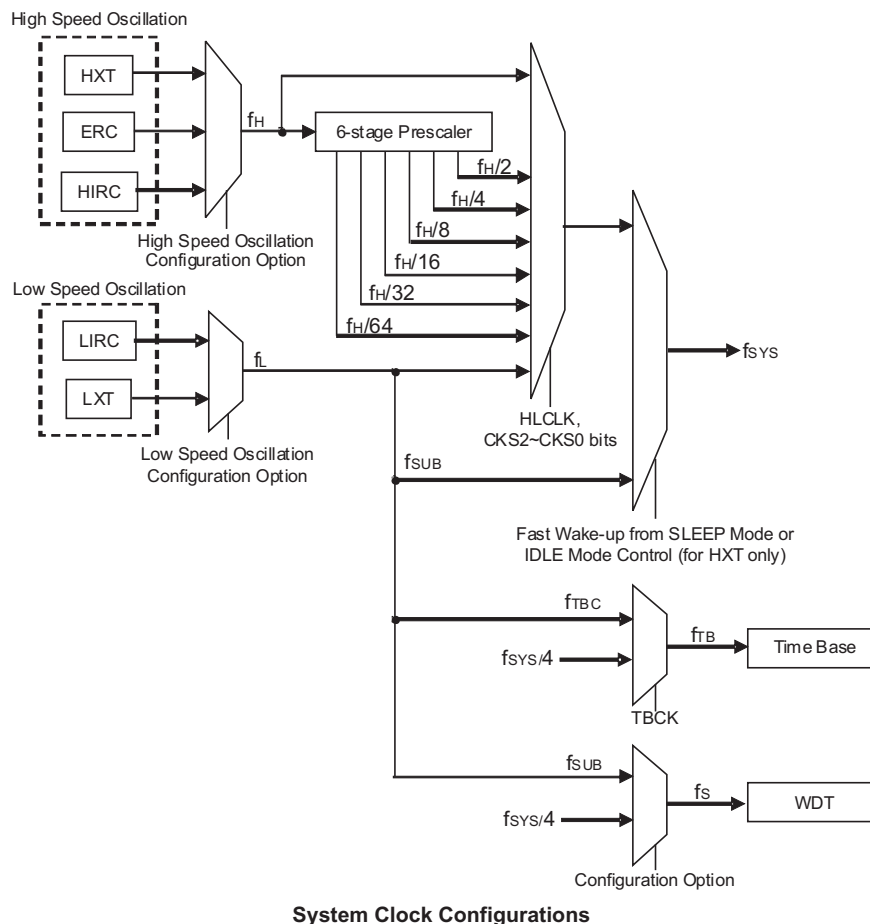 High Speed Oscillation
HXT
ERC
HIRC
fH
6-stage Prescaler
fH/2
fH/4
fH/8
fH/16
fH/32
fH/64
High Speed Oscillation
Configuration Option
Low Speed Oscillation
LIRC
LXT
fL
Low Speed Oscillation
Configuration Option
HLCLK,
CKS2~CKS0 bits
fSYS
fSUB
Fast Wake-up from SLEEP Mode or
IDLE Mode Control (for HXT only)
fTBC
fSYS/4
fTB
Time Base
TBCK
fSUB
fSYS/4
fS
WDT
Configuration Option
System Clock Configurations